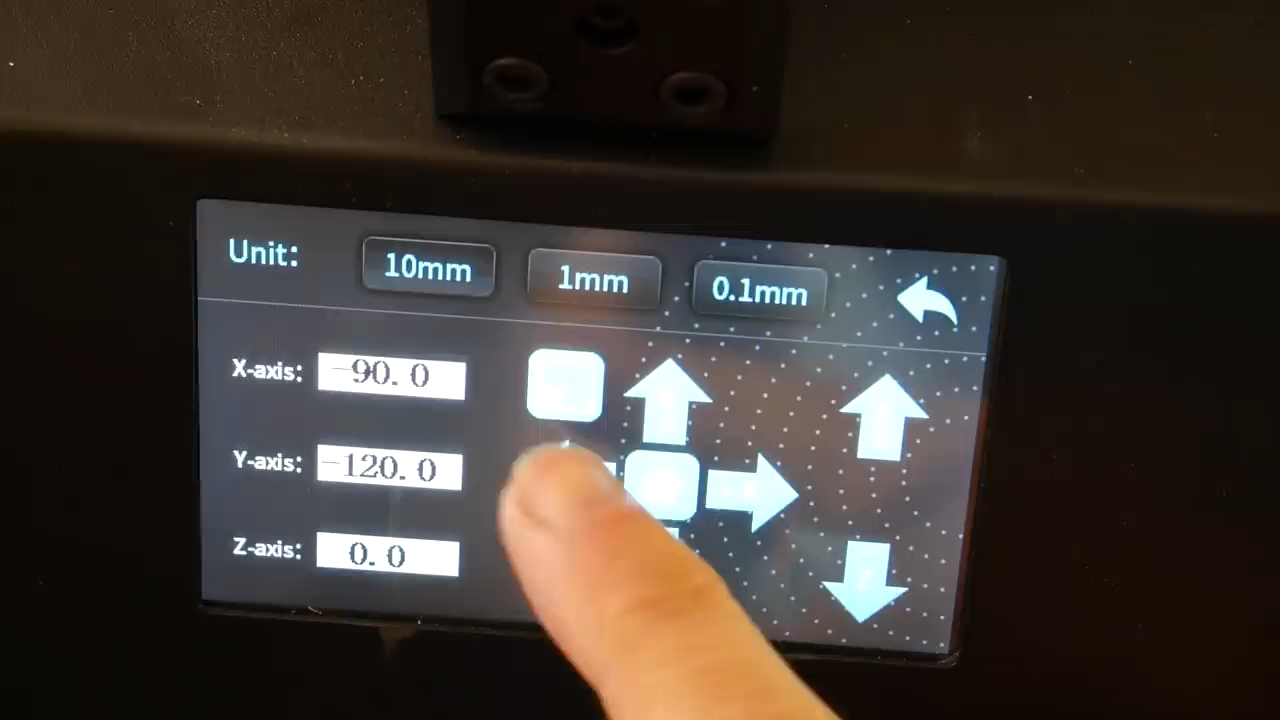 Unit:
10mm
1mm
0.1mm
X-axis:
-90.0
Y-axis:
-120.0
Z-axis:
0.0
Z